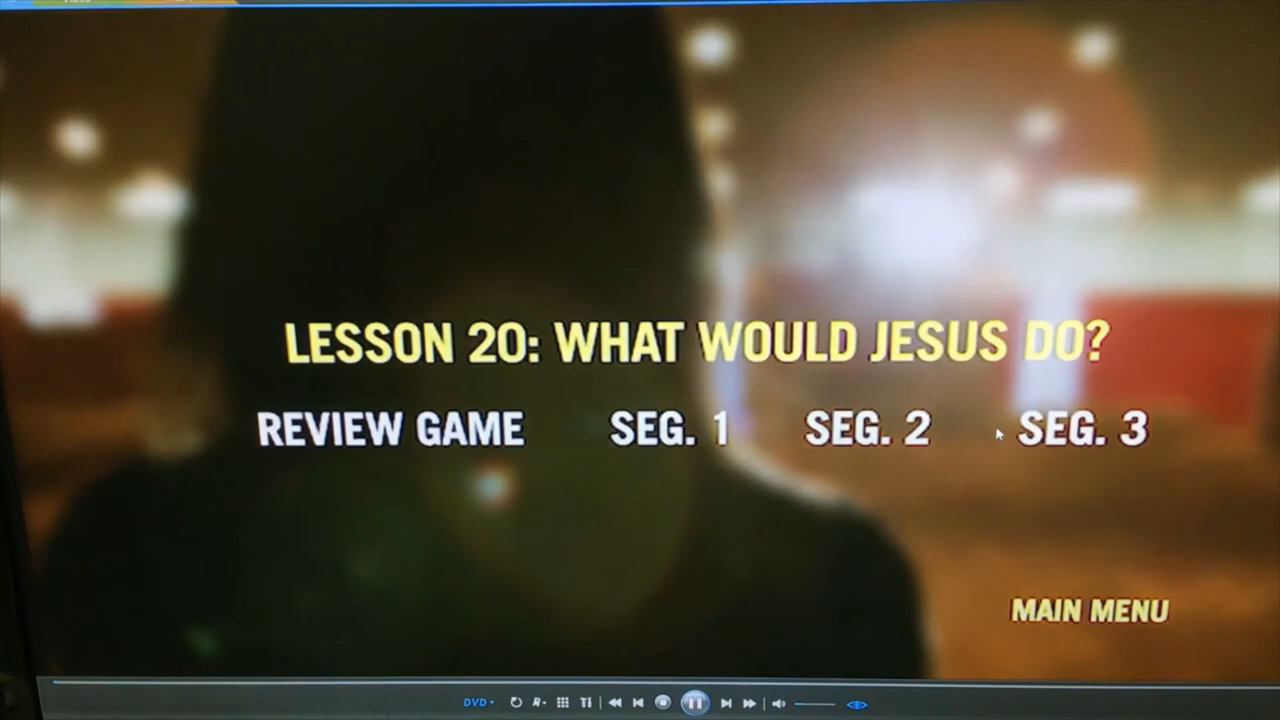 LESSON 20: WHAT WOULD JESUS DO?
REVIEW GAME SEG. 1 SEG. 2 SEG. 3
MAIN MENU
DVD